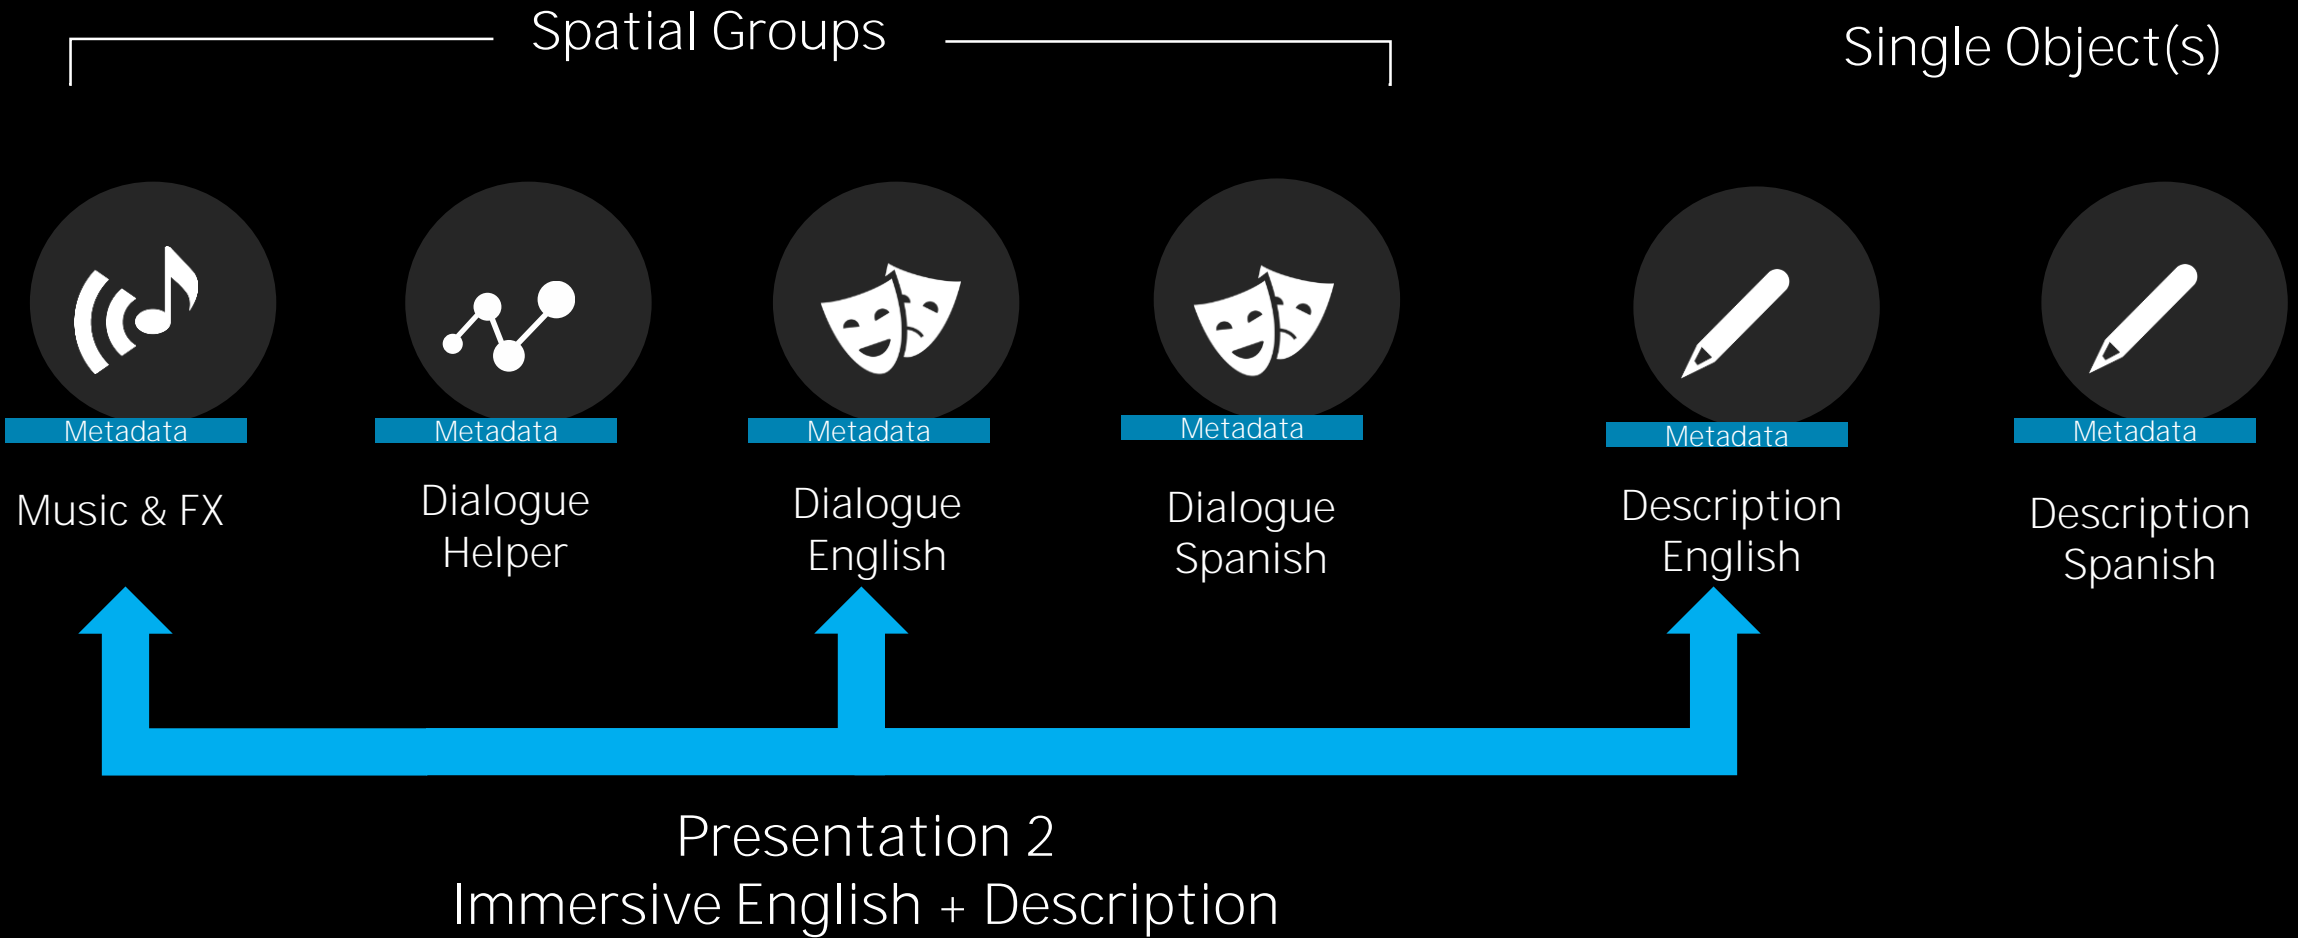 Spatial Groups
Single Object(s)
Metadata
Metadata
Metadata
Metadata
Metadata
Metadata
Music & FX
Dialogue
Helper
Dialogue
English
Dialogue
Spanish
Description
English
Description
Spanish
Presentation 2
Immersive English + Description